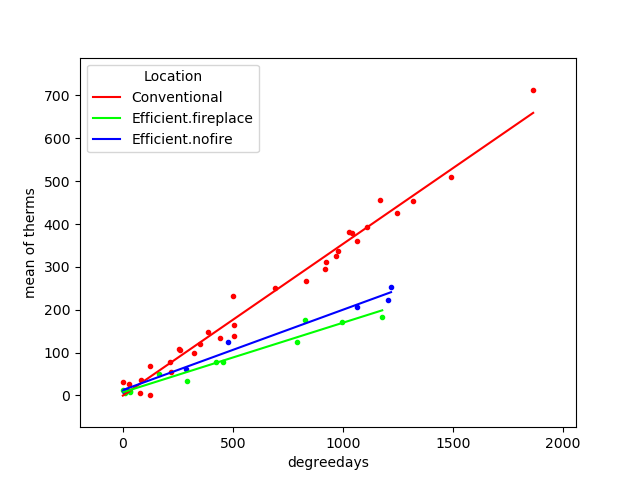 Location
Conventional
Efficient.fireplace
Efficient.nofire
700
600
500
400
300
200
100
0
mean of therms
0 500 1000 1500 2000
degreedays